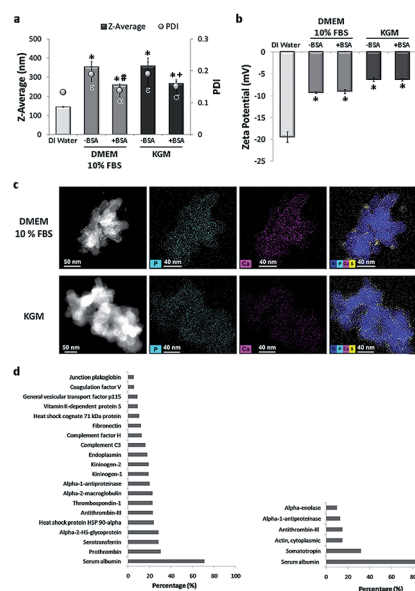 a
Z-Average PDI
Z-Average (nm)
500
400
300
200
100
0
* *# * *+
0.3
0.2
0.1
0
PDI
DI Water -BSA +BSA -BSA +BSA
DMEM KGM
10% FBS
b
DMEM
10% FBS KGM
DI Water -BSA +BSA -BSA +BSA
Zeta Potential (mV)
0
-5
-10
-15
-20
-25
* * * *
c
DMEM
10 % FBS
50 nm P 40 nm Ca 40 nm P Ca S 40 nm
KGM
50 nm P 40 nm Ca 40 nm P Ca S 40 nm
d
Junction plakoglobin
Coagulation factor V
General vesicular transport factor p115
Vitamin K-dependent protein S
Heat shock cognate 71 kDa protein
Fibronectin
Complement factor H
Complement C3
Endoplasmin
Kininogen-2
Kininogen-1
Alpha-1-antiproteinase
Alpha-2-macroglobulin
Thrombospondin-1
Antithrombin-III
Heat shock protein HSP 90-alpha
Alpha-2-HS-glycoprotein
Serotransferrin
Prothrombin
Serum albumin
0 20 40 60 80 100
Percentage (%)
Alpha-enolase
Alpha-1-antiproteinase
Antithrombin-III
Actin, cytoplasmic
Somatotropin
Serum albumin
0 20 40 60 80
Percentage (%)